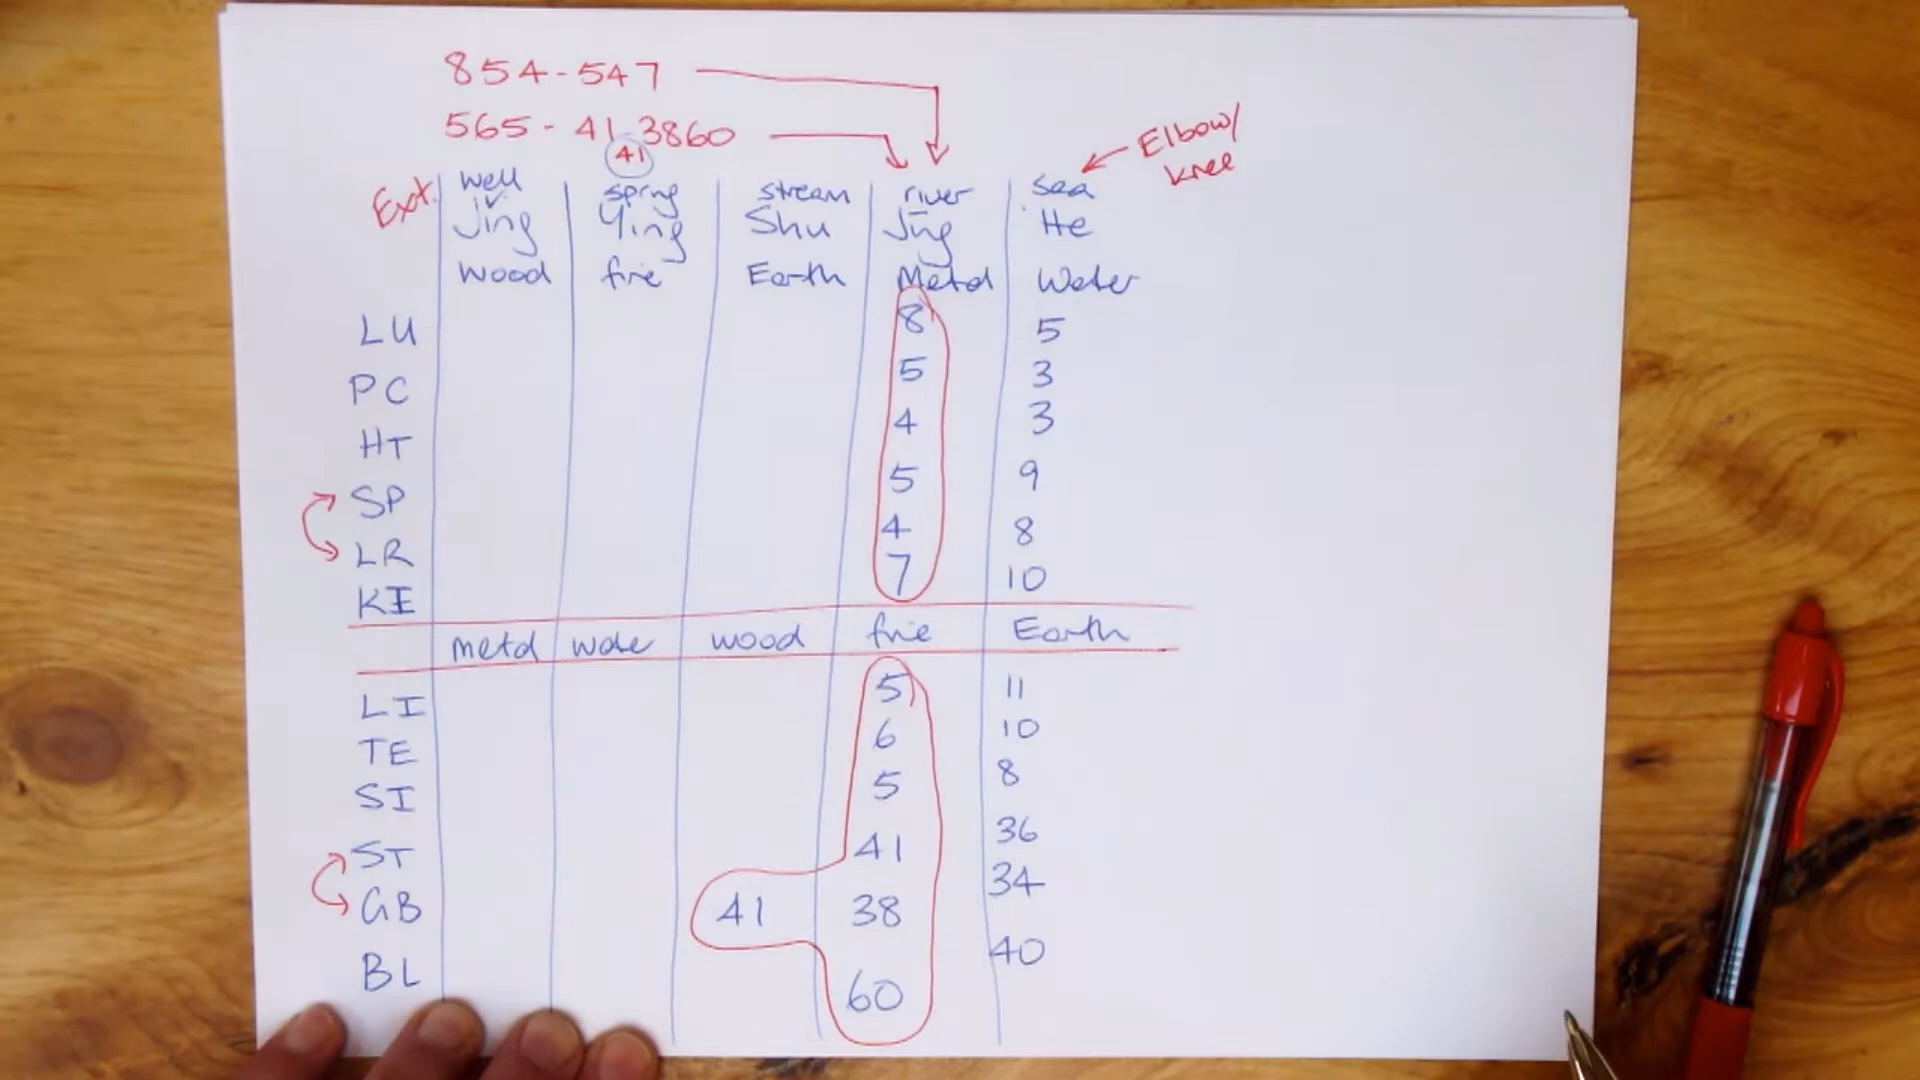 854-547
565-41-3860
41
Elbow/
knee
Ext. well spring stream river sea
Jing Ying Shu Jing He
Wood fire Earth Metal Water
LU 8 5
PC 5 3
HT 4 3
SP 5 9
LR 4 8
KI 7 10
metal water wood fire Earth
LI 5 11
TE 6 10
SI 5 8
ST 41 36
GB 41 38 34
BL 60 40